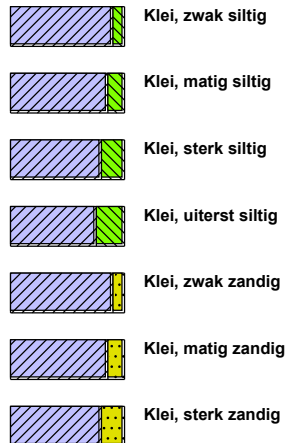 Klei, zwak siltig
Klei, matig siltig
Klei, sterk siltig
Klei, uiterst siltig
Klei, zwak zandig
Klei, matig zandig
Klei, sterk zandig